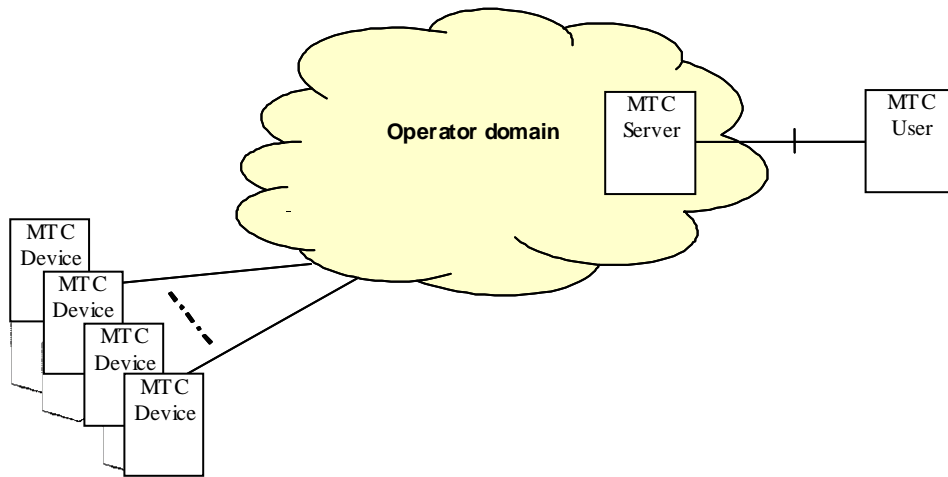 MTC
Server
MTC
User
Operator domain
MTC
Device
MTC
Device
MTC
Device
MTC
Device